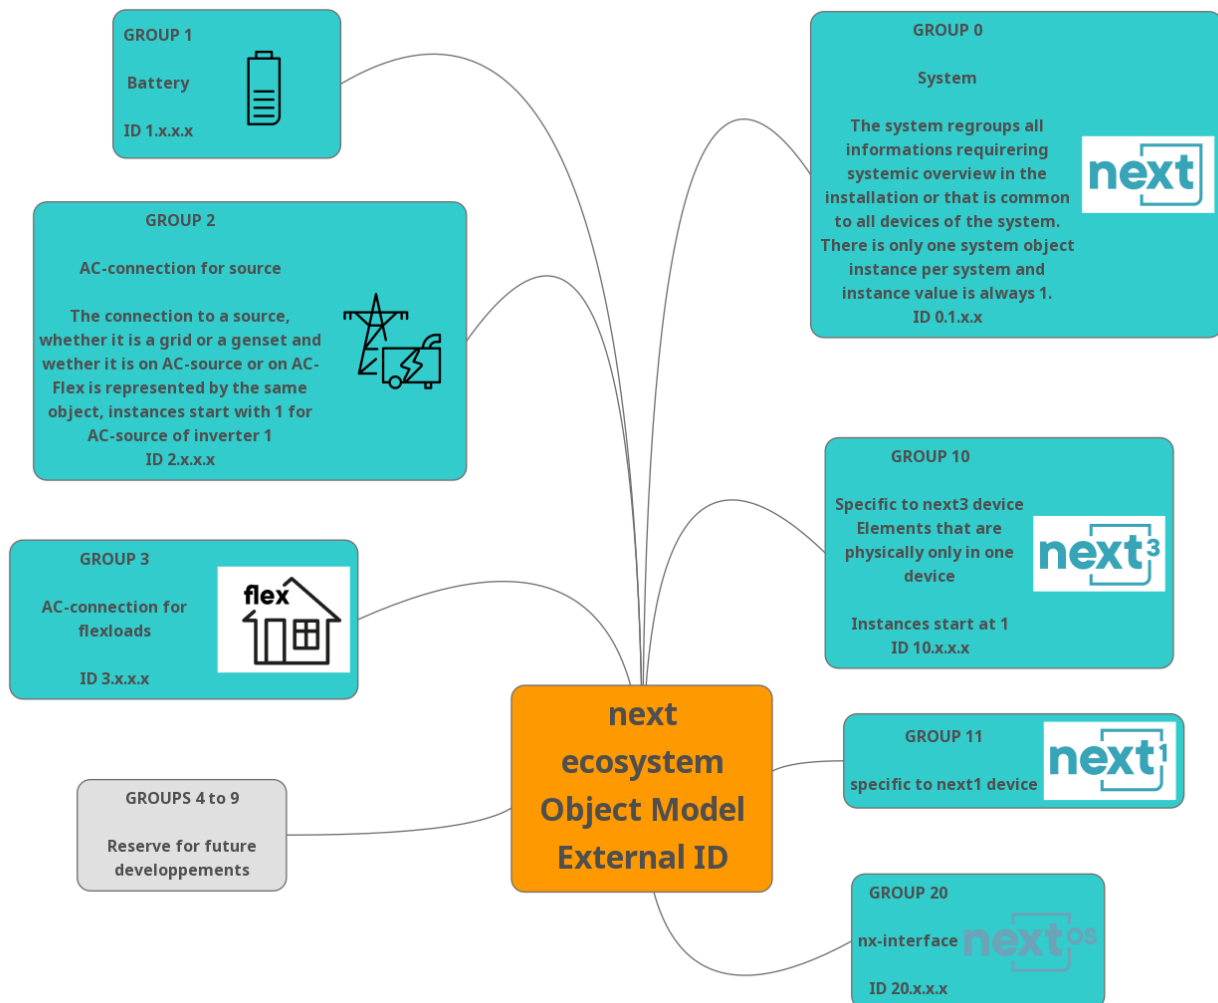 GROUP 1
Battery
ID 1.x.x.x
GROUP 0
System
The system regroups all
informations requirering
systemic overview in the
installation or that is common
to all devices of the system.
There is only one system object
instance per system and
instance value is always 1.
ID 0.1.x.x
next
GROUP 2
AC-connection for source
The connection to a source,
whether it is a grid or a genset and
wether it is on AC-source or on AC-
Flex is represented by the same
object, instances start with 1 for
AC-source of inverter 1
ID 2.x.x.x
GROUP 10
Specific to next3 device
Elements that are
physically only in one
device
Instances start at 1
ID 10.x.x.x
next3
GROUP 3
AC-connection for
flexloads
ID 3.x.x.x
flex
next
ecosystem
Object Model
External ID
GROUP 11
specific to next1 device
next1
GROUPS 4 to 9
Reserve for future
developpements
GROUP 20
nx-interface
ID 20.x.x.x
nextOS